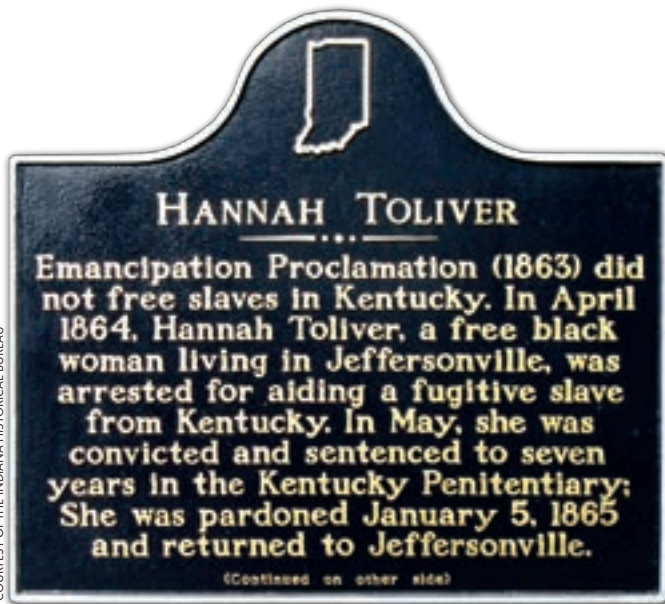 HANNAH TOLIVER
Emancipation Proclamation (1863) did
not free slaves in Kentucky. In April
1864, Hannah Toliver, a free black
woman living in Jeffersonville, was
arrested for aiding a fugitive slave
from Kentucky. In May, she was
convicted and sentenced to seven
years in the Kentucky Penitentiary;
She was pardoned January 5, 1865
and returned to Jeffersonville.
(Continued on other side)
COURTESY OF THE INDIANA HISTORICAL BUREAU